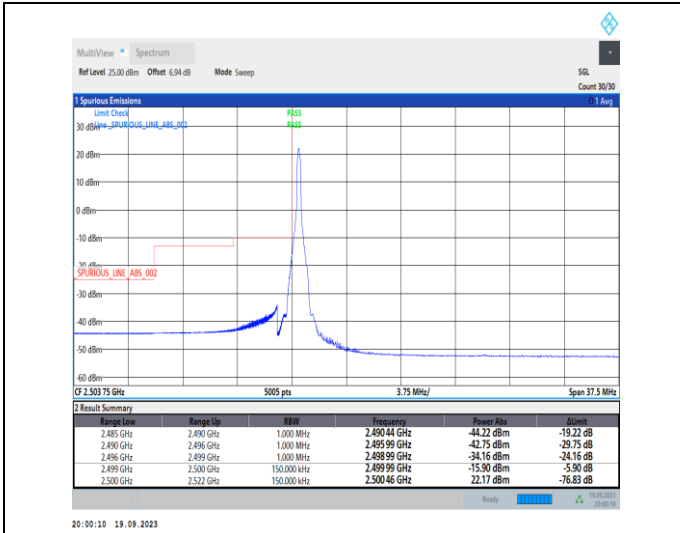 MultiView Spectrum
Ref Level 25.00 dBm Offset 6.94 dB Mode Sweep SGL
Count 30/30
1 Spurious Emissions 1 Avg
Limit Check PASS
Line _SPURIOUS_LINE_ABS_002 PASS
30 dBm
20 dBm
10 dBm
0 dBm
-10 dBm
-20 dBm
_SPURIOUS_LINE_ABS_002
-30 dBm
-40 dBm
-50 dBm
-60 dBm
CF 2.503 75 GHz 5005 pts 3.75 MHz/ Span 37.5 MHz
2 Result Summary
Range Low Range Up RBW Frequency Power Abs ΔLimit
2.485 GHz 2.490 GHz 1.000 MHz 2.490 44 GHz -44.22 dBm -19.22 dB
2.490 GHz 2.496 GHz 1.000 MHz 2.495 99 GHz -42.75 dBm -29.75 dB
2.496 GHz 2.499 GHz 1.000 MHz 2.498 99 GHz -34.16 dBm -24.16 dB
2.499 GHz 2.500 GHz 150.000 kHz 2.499 99 GHz -15.90 dBm -5.90 dB
2.500 GHz 2.522 GHz 150.000 kHz 2.500 46 GHz 22.17 dBm -76.83 dB
Ready 19.09.2023
20:00:10
20:00:10 19.09.2023